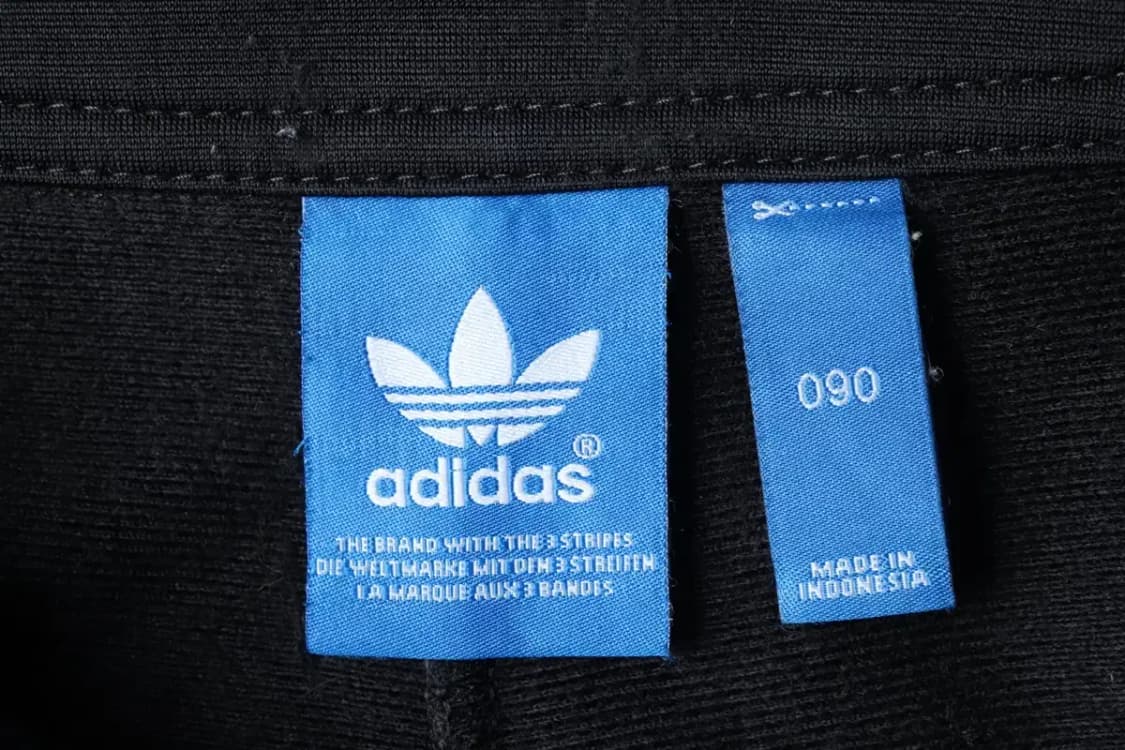 adidas®
THE BRAND WITH THE 3 STRIPES
DIE WELTMARKE MIT DEN 3 STREIFEN
LA MARQUE AUX 3 BANDES
090
MADE IN
INDONESIA